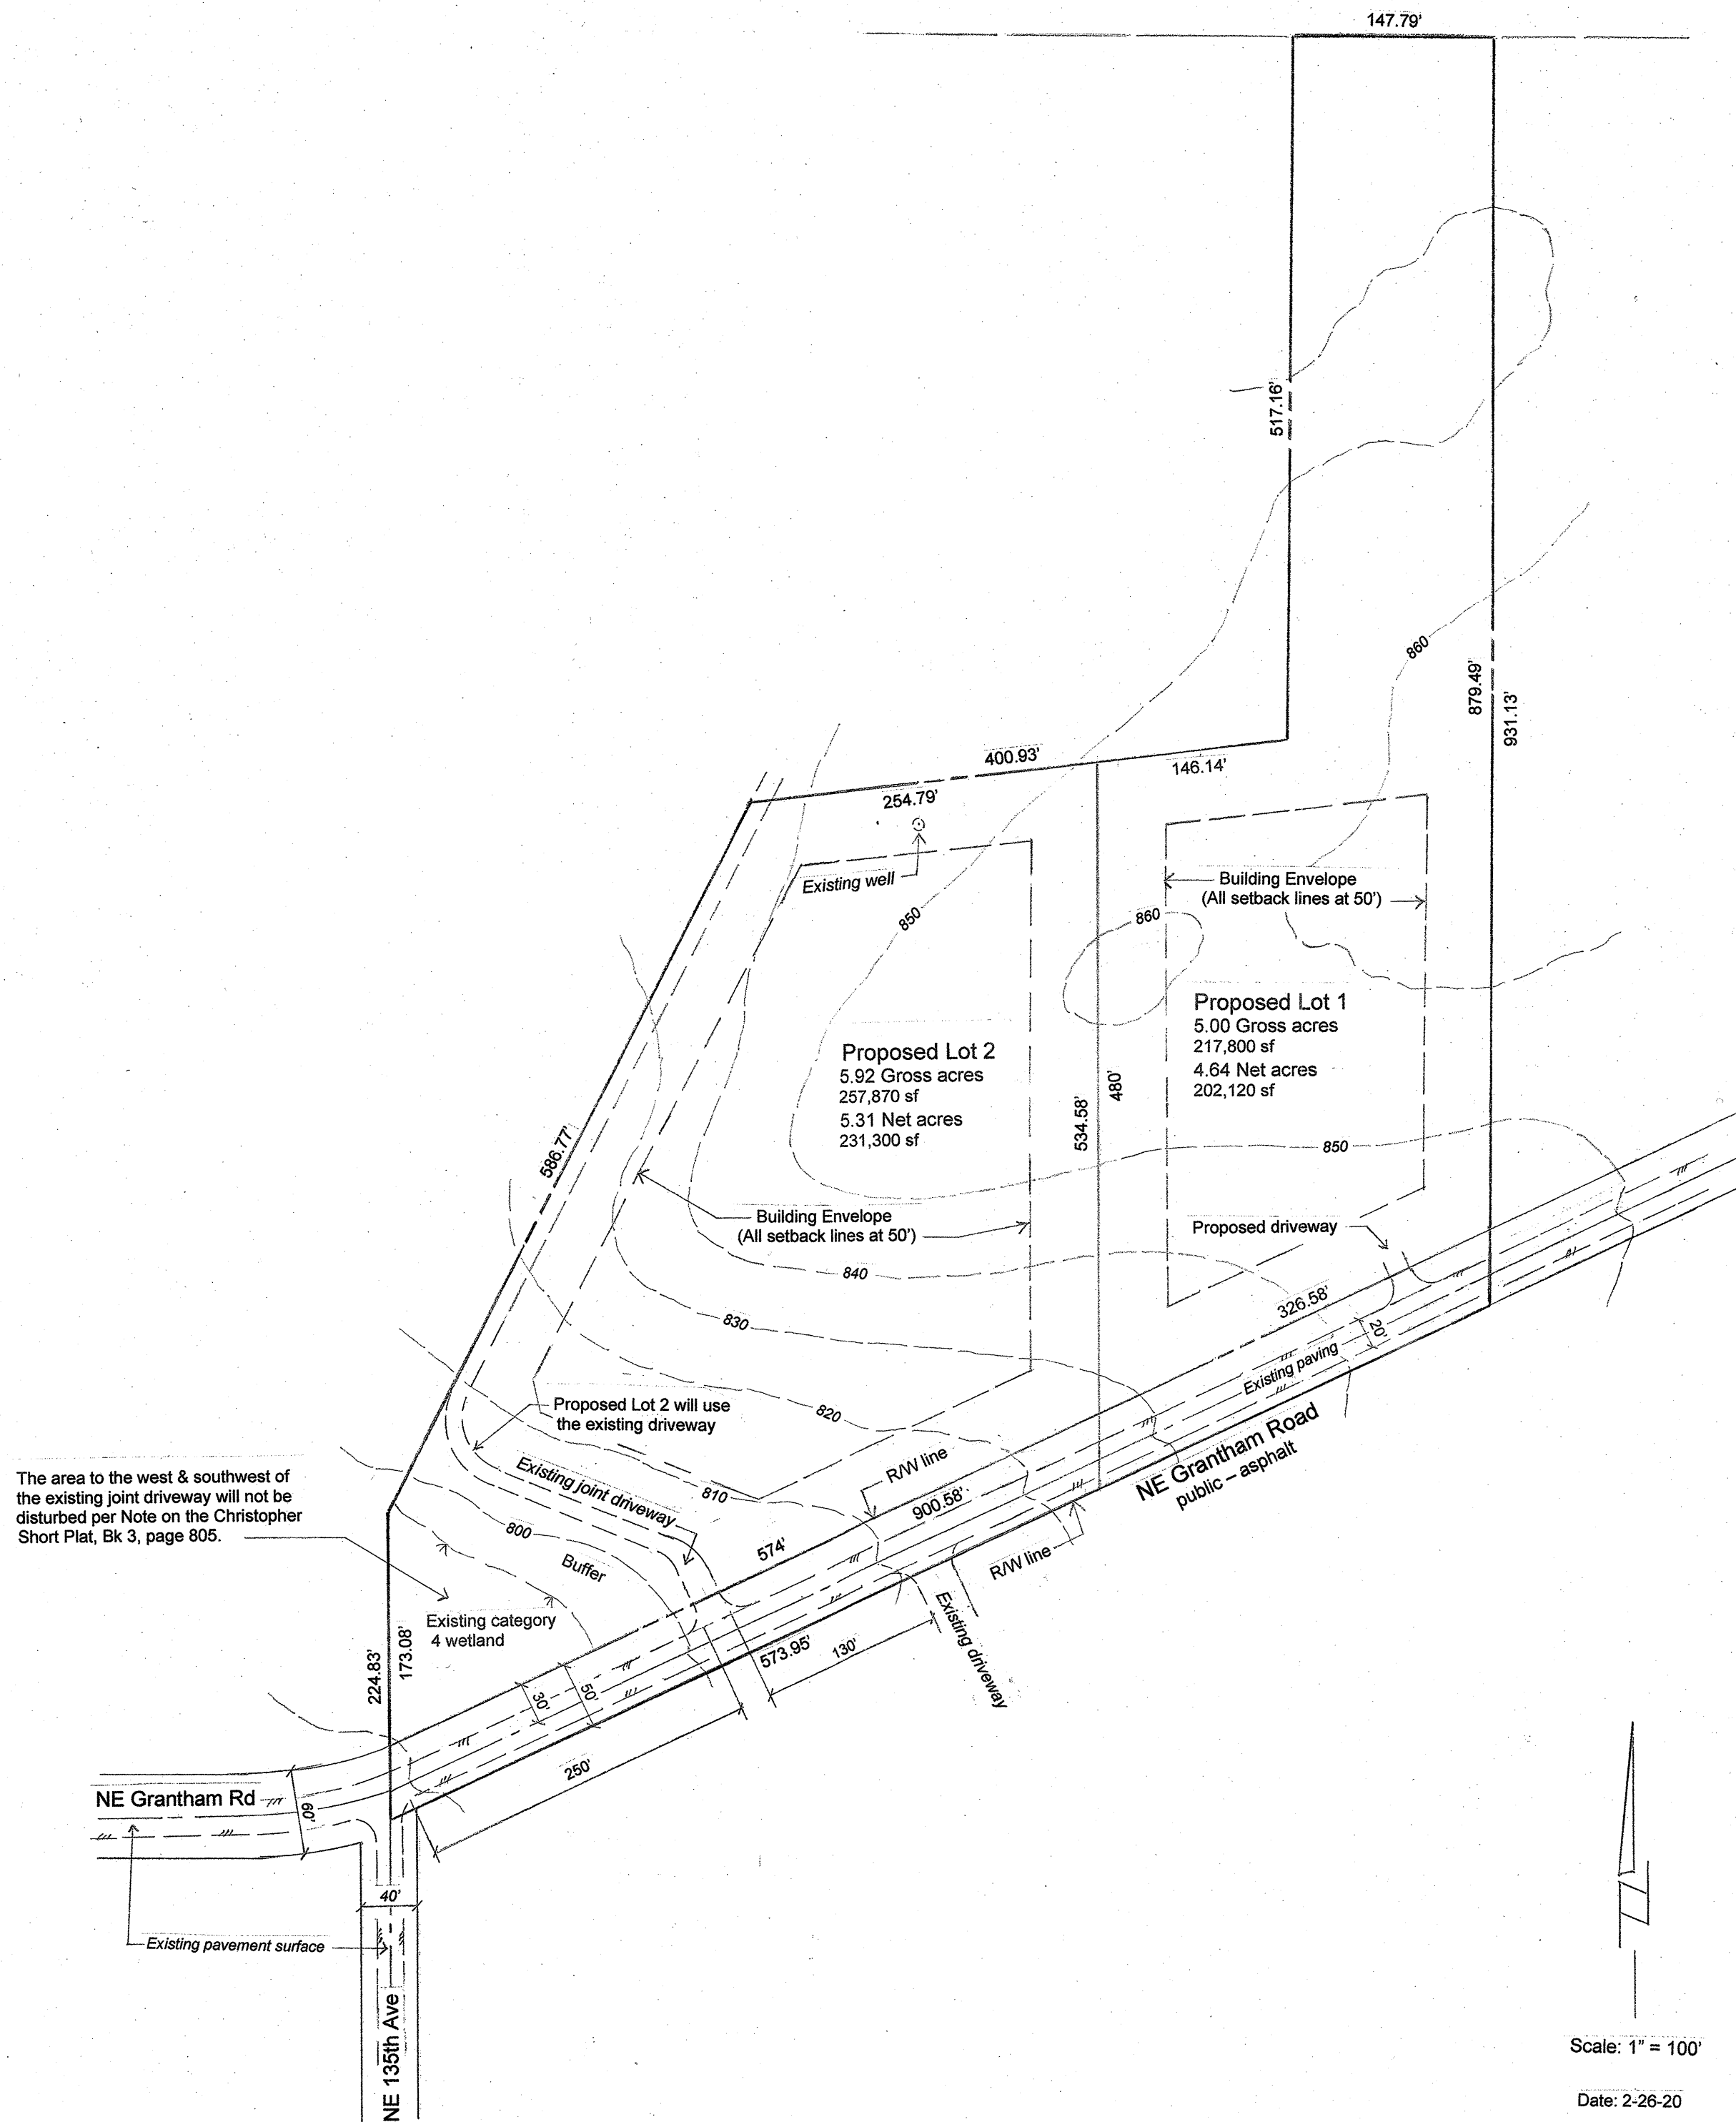 147.79'
517.16'
860
879.49'
931.13'
400.93'
146.14'
254.79'
Existing well
850
860
Building Envelope
(All setback lines at 50')
Proposed Lot 1
5.00 Gross acres
217,800 sf
4.64 Net acres
202,120 sf
Proposed Lot 2
5.92 Gross acres
257,870 sf
5.31 Net acres
231,300 sf
480'
534.58'
586.77'
850
Building Envelope
(All setback lines at 50')
Proposed driveway
840
830
326.58'
20'
Existing paving
820
Proposed Lot 2 will use
the existing driveway
NE Grantham Road
public – asphalt
R/W line
The area to the west & southwest of
the existing joint driveway will not be
disturbed per Note on the Christopher
Short Plat, Bk 3, page 805.
Existing joint driveway
810
900.58'
800
574'
Buffer
R/W line
Existing category
4 wetland
Existing driveway
224.83'
173.08'
573.95'
130'
30'
50'
250'
NE Grantham Rd
60'
40'
Existing pavement surface
NE 135th Ave
Scale: 1" = 100'
Date: 2-26-20